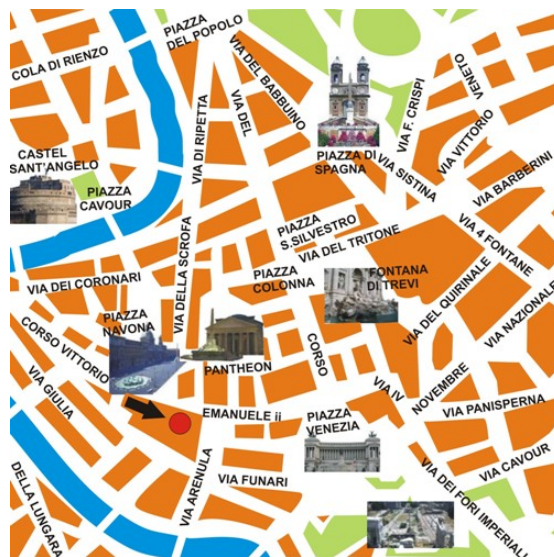 PIAZZA
DEL POPOLO
COLA DI RIENZO
VIA DEL BABBUINO
VIA DEL
VIA DI RIPETTA
VIA F. CRISPI
VENETO
VIA VITTORIO
PIAZZA DI
SPAGNA
VIA SISTINA
VIA BARBERINI
CASTEL
SANT'ANGELO
PIAZZA
CAVOUR
PIAZZA
S.SILVESTRO
VIA DEL TRITONE
VIA 4 FONTANE
VIA DELLA SCROFA
VIA DEI CORONARI
PIAZZA
COLONNA
FONTANA
DI TREVI
VIA DEL QUIRINALE
VIA NAZIONALE
PIAZZA
NAVONA
CORSO VITTORIO
PANTHEON
CORSO
VIA GIULIA
VIA IV
NOVEMBRE
EMANUELE ii
PIAZZA
VENEZIA
VIA PANISPERNA
VIA CAVOUR
VIA ARENULA
VIA FUNARI
VIA DEI FORI IMPERIALI
DELLA LUNGARA